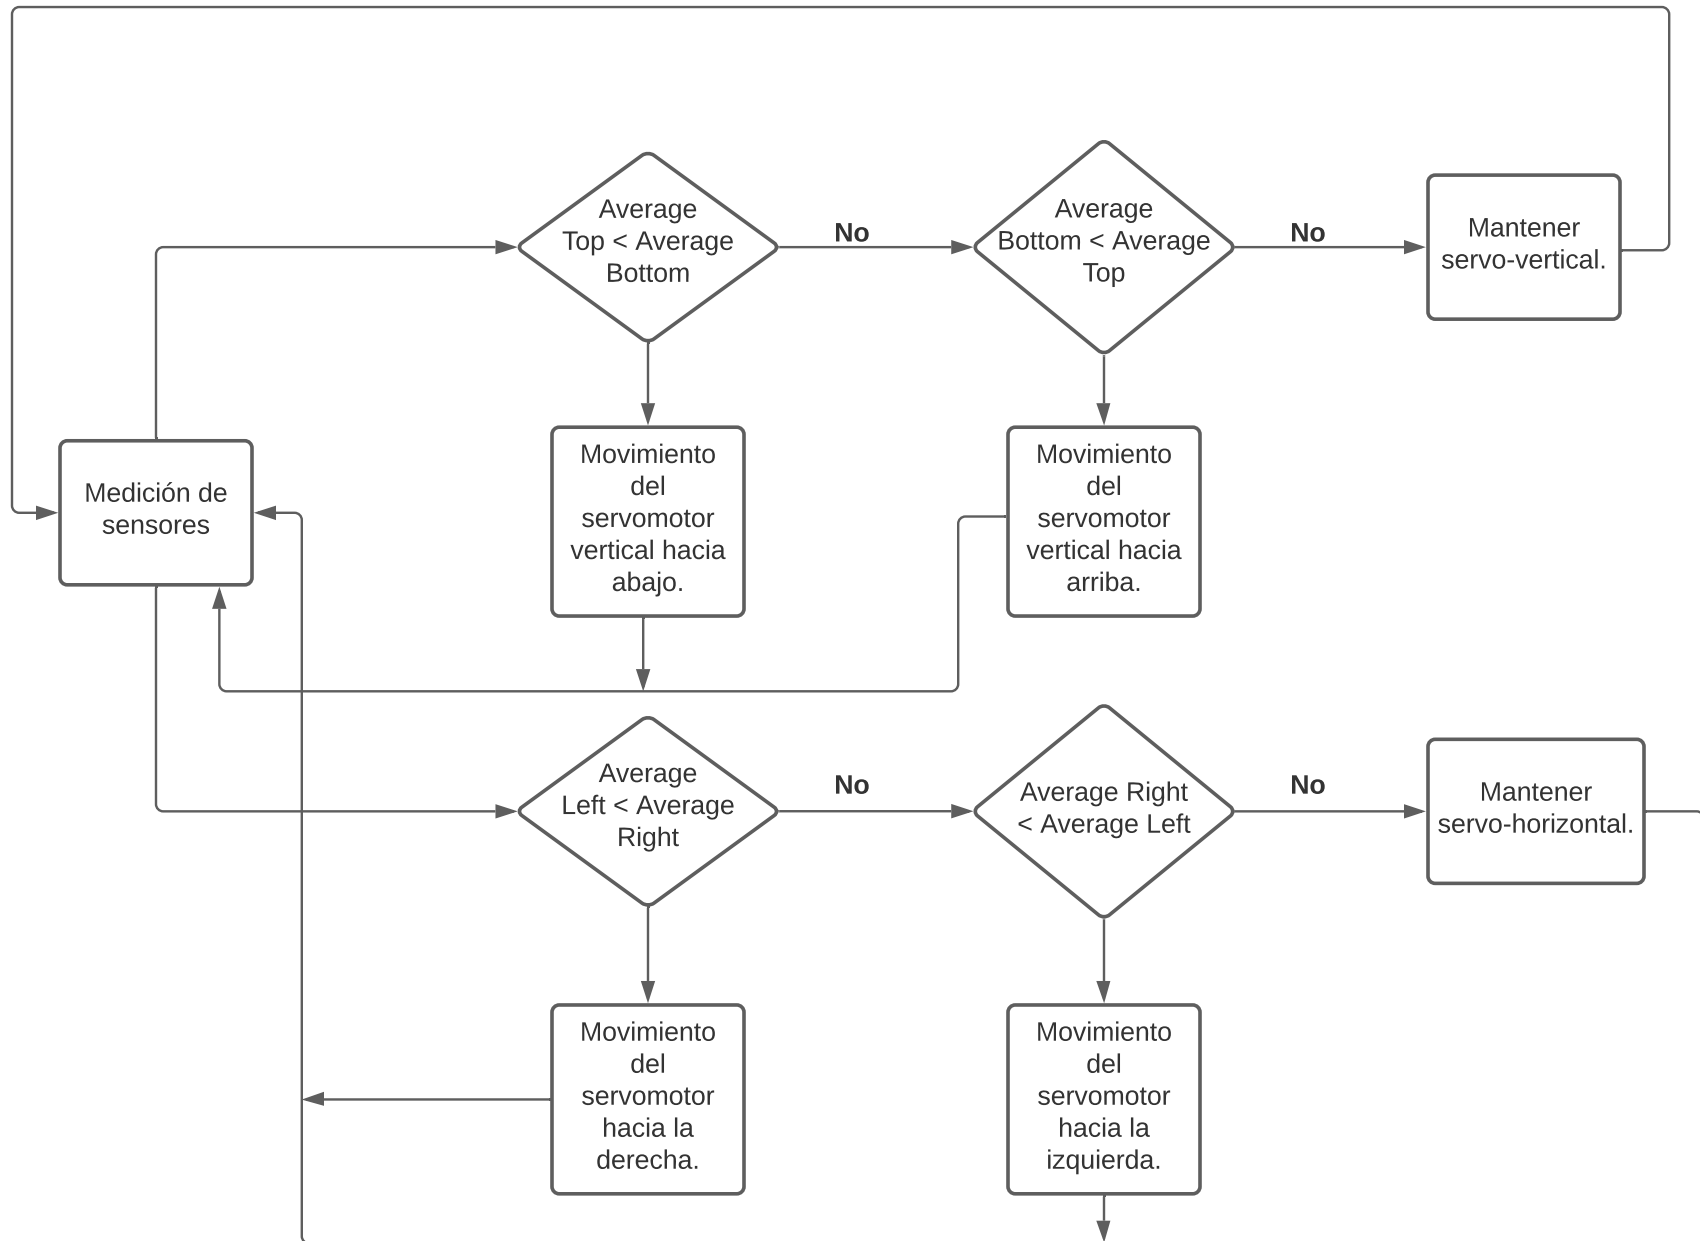 Average
Top < Average
Bottom
No
Average
Bottom < Average
Top
No
Mantener
servo-vertical.
Medición de
sensores
Movimiento
del
servomotor
vertical hacia
abajo.
Movimiento
del
servomotor
vertical hacia
arriba.
Average
Left < Average
Right
No
Average Right
< Average Left
No
Mantener
servo-horizontal.
Movimiento
del
servomotor
hacia la
derecha.
Movimiento
del
servomotor
hacia la
izquierda.